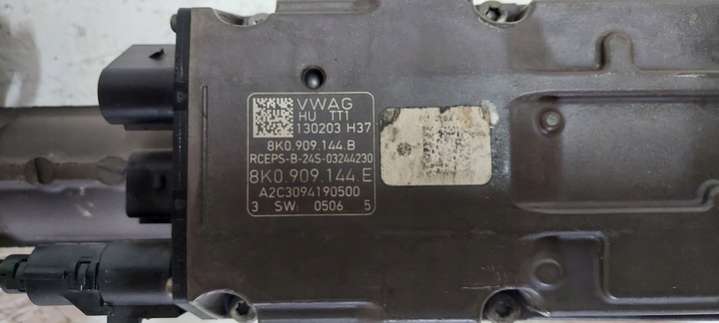 VWAG
HU TT1
130203 H37
8K0.909.144.B
RCEPS-B-24S-03244230
8K0.909.144.E
A2C3094190500
3 SW: 0506 5